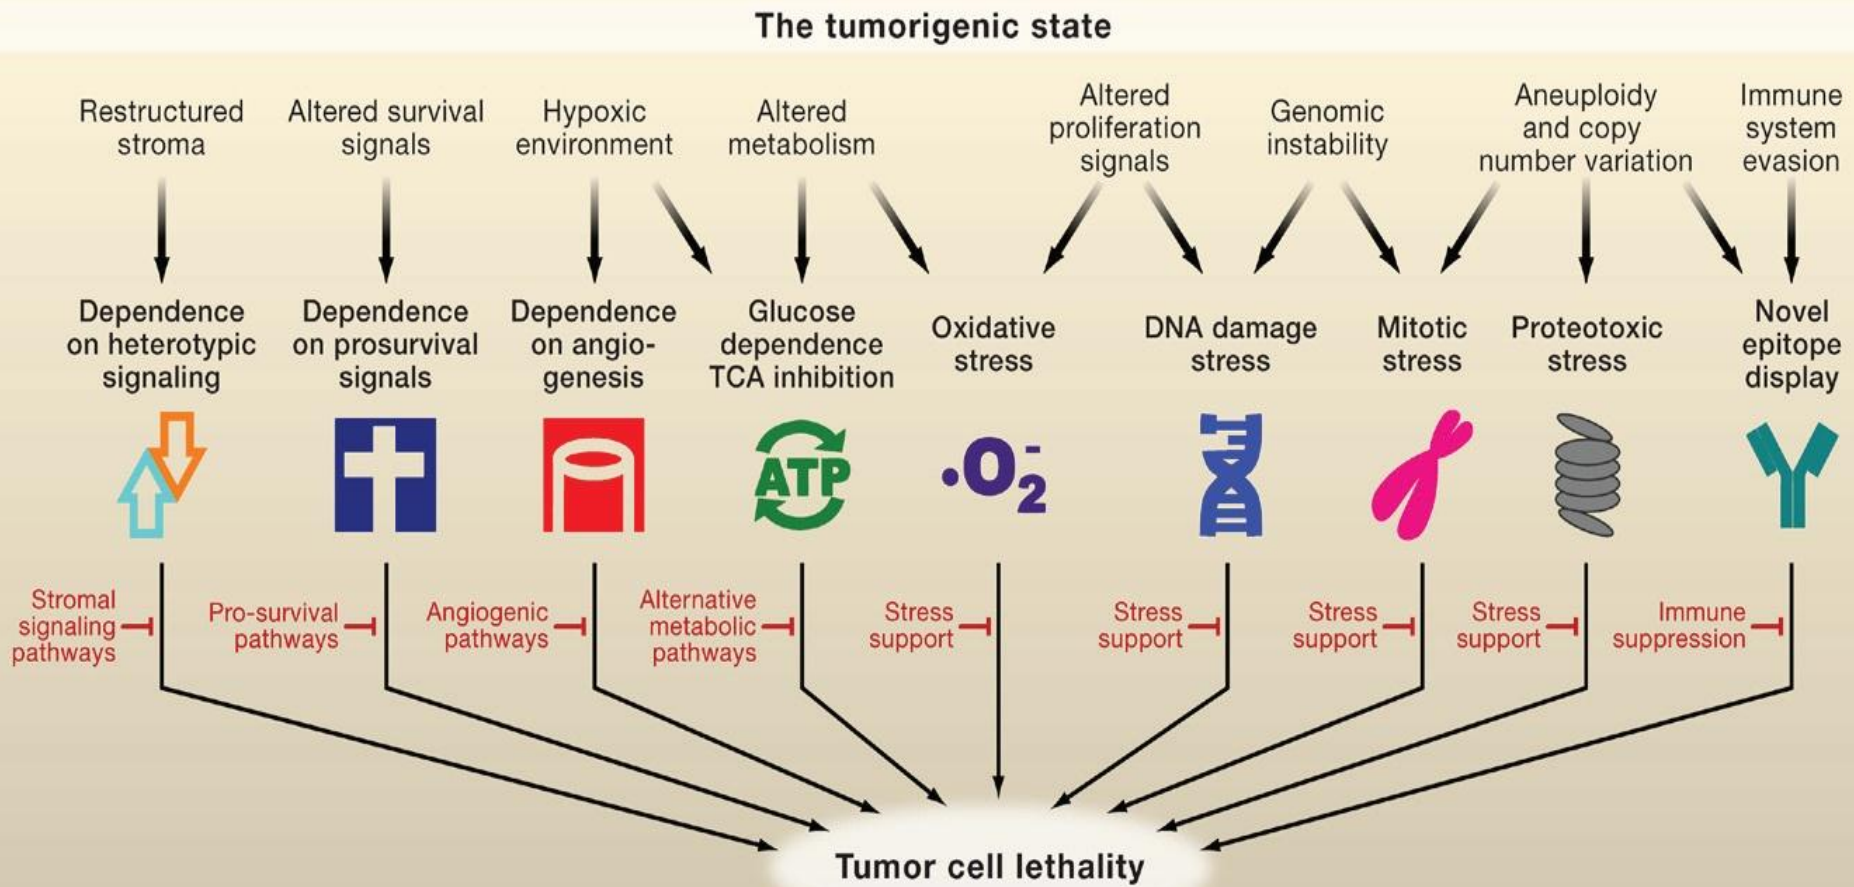 The tumorigenic state
Restructured
stroma
Altered survival
signals
Hypoxic
environment
Altered
metabolism
Altered
proliferation
signals
Genomic
instability
Aneuploidy
and copy
number variation
Immune
system
evasion
Dependence
on heterotypic
signaling
Dependence
on prosurvival
signals
Dependence
on angio-
genesis
Glucose
dependence
TCA inhibition
Oxidative
stress
DNA damage
stress
Mitotic
stress
Proteotoxic
stress
Novel
epitope
display
ATP
•O₂⁻
Stromal
signaling
pathways
Pro-survival
pathways
Angiogenic
pathways
Alternative
metabolic
pathways
Stress
support
Stress
support
Stress
support
Stress
support
Immune
suppression
Tumor cell lethality